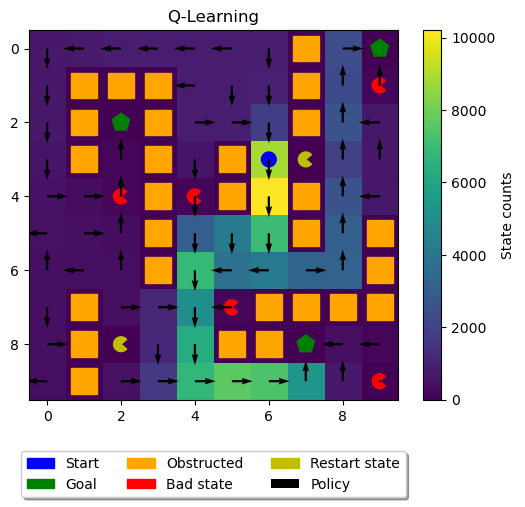 Q-Learning
0
2
4
6
8
0 2 4 6 8
10000
8000
6000
4000
2000
0
State counts
Start Obstructed Restart state
Goal Bad state Policy